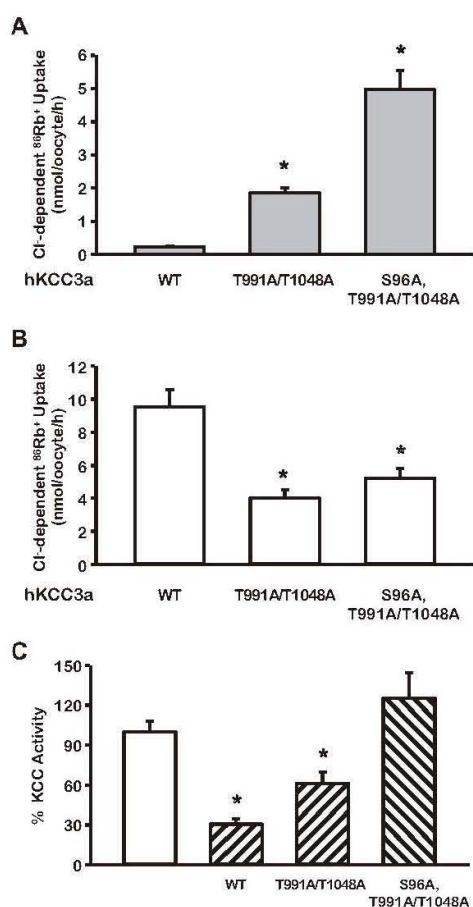 A
Cl-dependent ⁸⁶Rb⁺ Uptake
(nmol/oocyte/h)
6
5
4
3
2
1
0
*
*
hKCC3a
WT
T991A/T1048A
S96A,
T991A/T1048A
B
Cl-dependent ⁸⁶Rb⁺ Uptake
(nmol/oocyte/h)
12
10
8
6
4
2
0
*
*
hKCC3a
WT
T991A/T1048A
S96A,
T991A/T1048A
C
% KCC Activity
150
120
90
60
30
0
*
*
WT
T991A/T1048A
S96A,
T991A/T1048A